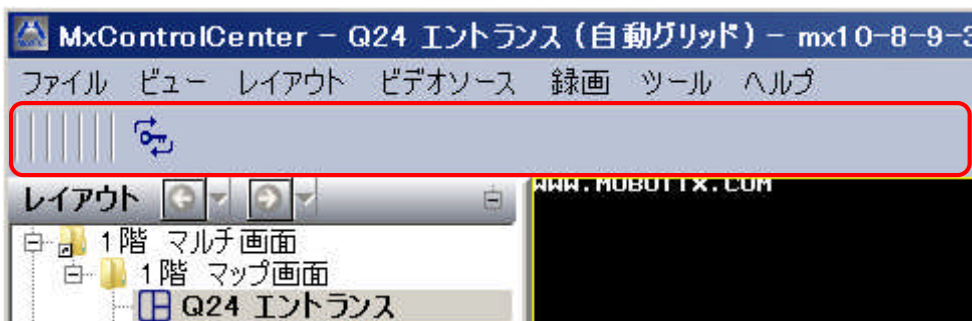 MxControlCenter - Q24 エントランス (自動グリッド) - mx10-8-9-3
ファイル ビュー レイアウト ビデオソース 録画 ツール ヘルプ
レイアウト
WWW.MOBOTIX.COM
1階 マルチ画面
1階 マップ画面
Q24 エントランス